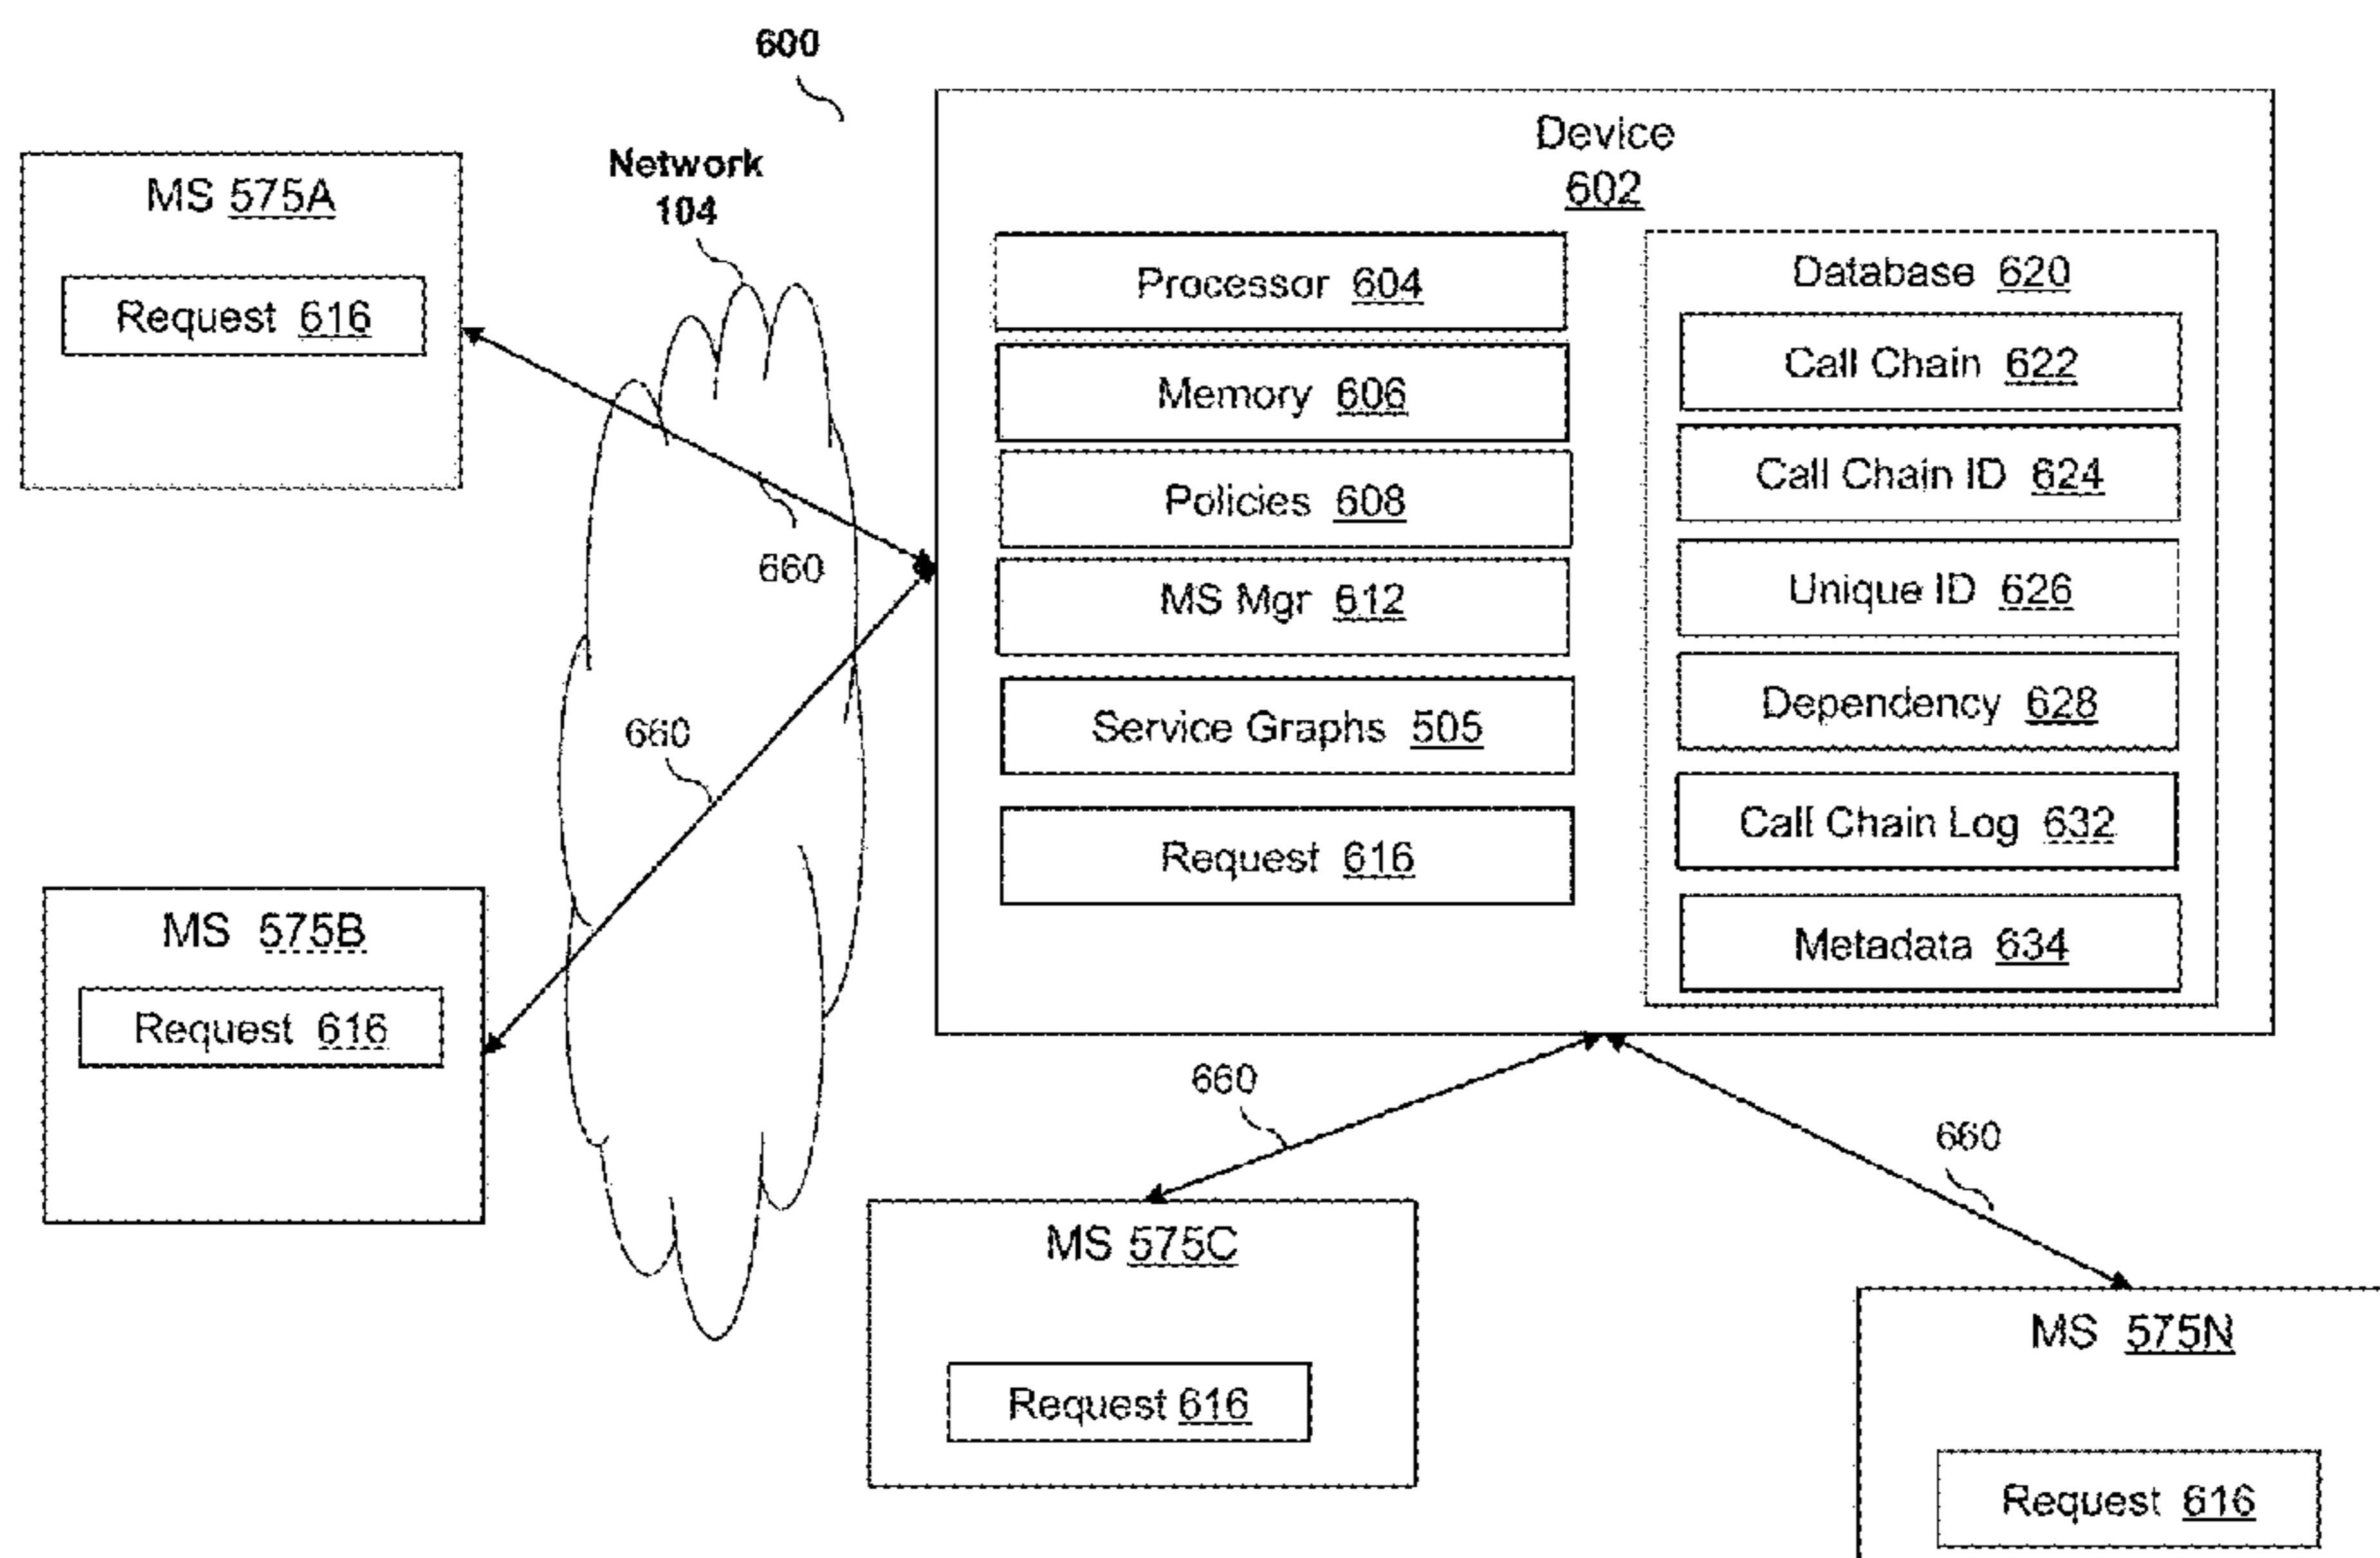 600
Network
104
MS 575A
Request 616
660
660
MS 575B
Request 616
Device
602
Processor 604
Memory 606
Policies 608
MS Mgr 612
Service Graphs 505
Request 616
Database 620
Call Chain 622
Call Chain ID 624
Unique ID 626
Dependency 628
Call Chain Log 632
Metadata 634
660
660
MS 575C
Request 616
MS 575N
Request 616